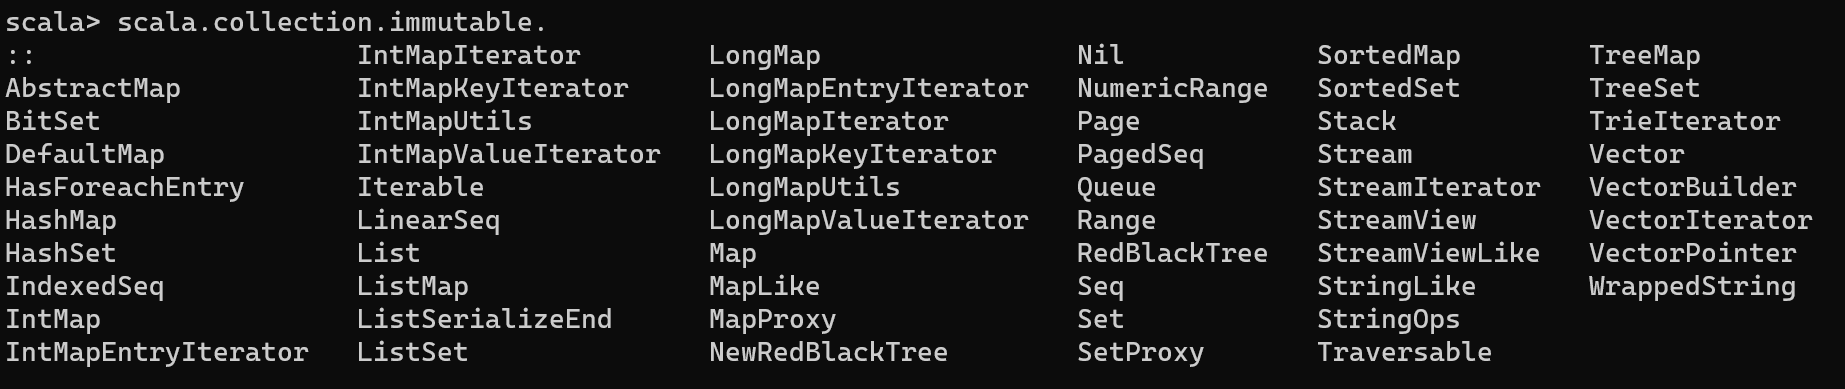 scala> scala.collection.immutable.
:: IntMapIterator LongMap Nil SortedMap TreeMap
AbstractMap IntMapKeyIterator LongMapEntryIterator NumericRange SortedSet TreeSet
BitSet IntMapUtils LongMapIterator Page Stack TrieIterator
DefaultMap IntMapValueIterator LongMapKeyIterator PagedSeq Stream Vector
HasForeachEntry Iterable LongMapUtils Queue StreamIterator VectorBuilder
HashMap LinearSeq LongMapValueIterator Range StreamView VectorIterator
HashSet List Map RedBlackTree StreamViewLike VectorPointer
IndexedSeq ListMap MapLike Seq StringLike WrappedString
IntMap ListSerializeEnd MapProxy Set StringOps
IntMapEntryIterator ListSet NewRedBlackTree SetProxy Traversable